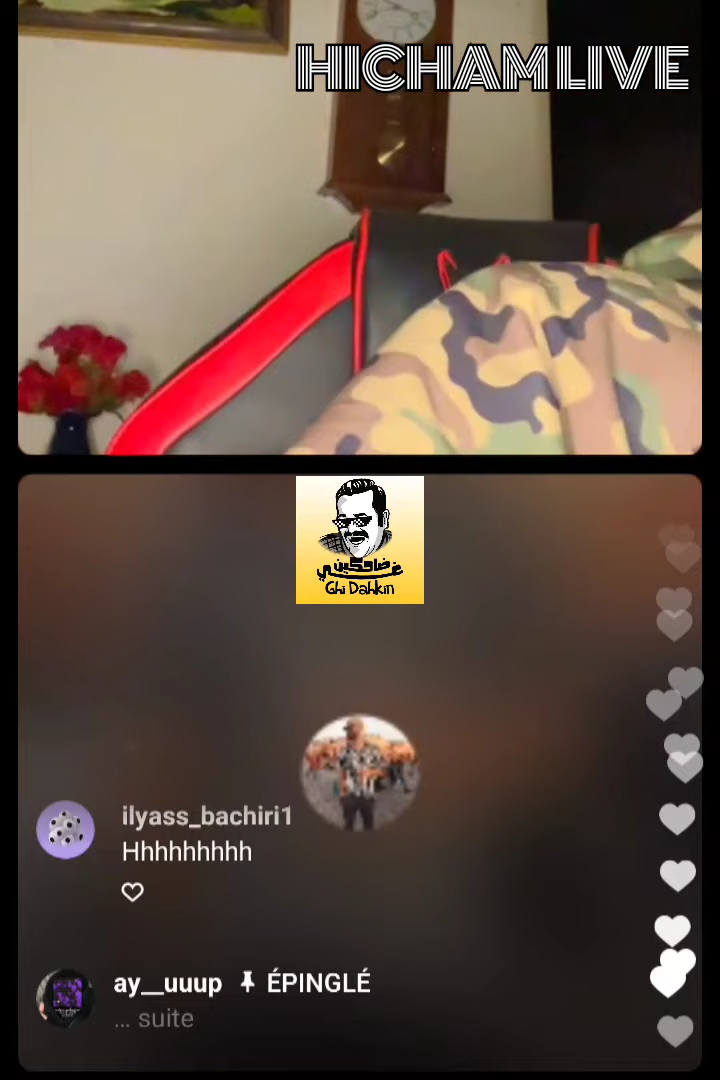 HICHAM LIVE
ضاحكين
غي
Ghi Dahkin
ilyass_bachiri1
Hhhhhhhhh
ay__uuup ÉPINGLÉ
... suite